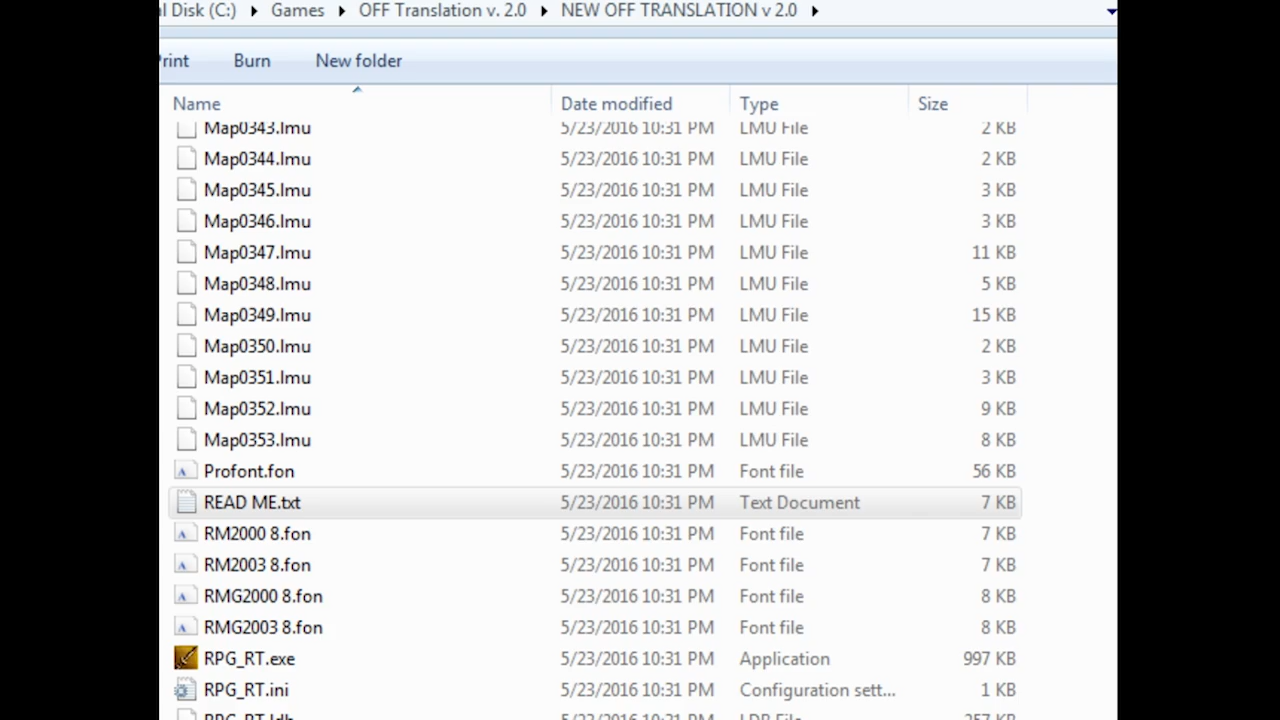 l Disk (C:) Games OFF Translation v. 2.0 NEW OFF TRANSLATION v 2.0
rint Burn New folder
Name Date modified Type Size
Map0343.lmu 5/23/2016 10:31 PM LMU File 2 KB
Map0344.lmu 5/23/2016 10:31 PM LMU File 2 KB
Map0345.lmu 5/23/2016 10:31 PM LMU File 3 KB
Map0346.lmu 5/23/2016 10:31 PM LMU File 3 KB
Map0347.lmu 5/23/2016 10:31 PM LMU File 11 KB
Map0348.lmu 5/23/2016 10:31 PM LMU File 5 KB
Map0349.lmu 5/23/2016 10:31 PM LMU File 15 KB
Map0350.lmu 5/23/2016 10:31 PM LMU File 2 KB
Map0351.lmu 5/23/2016 10:31 PM LMU File 3 KB
Map0352.lmu 5/23/2016 10:31 PM LMU File 9 KB
Map0353.lmu 5/23/2016 10:31 PM LMU File 8 KB
Profont.fon 5/23/2016 10:31 PM Font file 56 KB
READ ME.txt 5/23/2016 10:31 PM Text Document 7 KB
RM2000 8.fon 5/23/2016 10:31 PM Font file 7 KB
RM2003 8.fon 5/23/2016 10:31 PM Font file 7 KB
RMG2000 8.fon 5/23/2016 10:31 PM Font file 8 KB
RMG2003 8.fon 5/23/2016 10:31 PM Font file 8 KB
RPG_RT.exe 5/23/2016 10:31 PM Application 997 KB
RPG_RT.ini 5/23/2016 10:31 PM Configuration sett... 1 KB
RPG_RT.ldb 5/23/2016 10:31 PM LDB File 257 KB